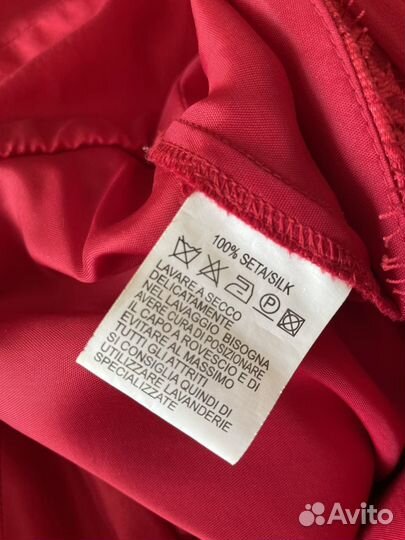 100% SETA/SILK
P
LAVARE A SECCO
DELICATAMENTE
NEL LAVAGGIO BISOGNA
AVERE CURA DI POSIZIONARE
IL CAPO A ROVESCIO E DI
EVITARE AL MASSIMO
TUTTI GLI ATTRITI
SI CONSIGLIA QUINDI DI
UTILIZZARE LAVANDERIE
SPECIALIZZATE
Avito